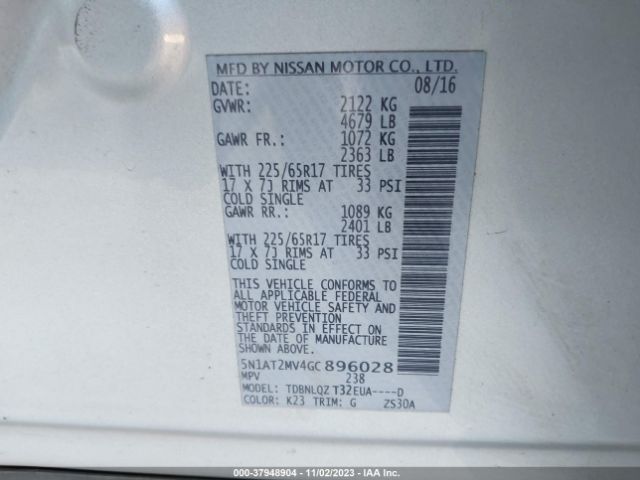 MFD BY NISSAN MOTOR CO., LTD.
DATE: 08/16
GVWR: 2122 KG
4679 LB
GAWR FR.: 1072 KG
2363 LB
WITH 225/65R17 TIRES
17 X 7J RIMS AT 33 PSI
COLD SINGLE
GAWR RR.: 1089 KG
2401 LB
WITH 225/65R17 TIRES
17 X 7J RIMS AT 33 PSI
COLD SINGLE
THIS VEHICLE CONFORMS TO
ALL APPLICABLE FEDERAL
MOTOR VEHICLE SAFETY AND
THEFT PREVENTION
STANDARDS IN EFFECT ON
THE DATE OF MANUFACTURE
SHOWN ABOVE.
5N1AT2MV4GC 896028
MPV 238
MODEL: TDBNLQZ T32EUA----D
COLOR: K23 TRIM: G ZS30A
000-37948904 - 11/02/2023 - IAA Inc.